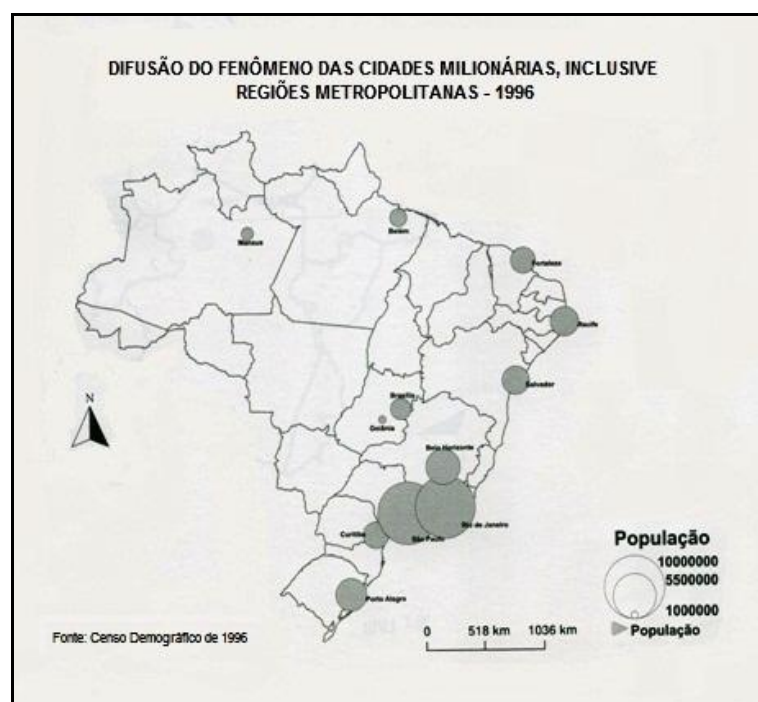 DIFUSÃO DO FENÔMENO DAS CIDADES MILIONÁRIAS, INCLUSIVE
REGIÕES METROPOLITANAS - 1996
Manaus
Belem
Fortaleza
Recife
Salvador
Brasília
Goiânia
Belo Horizonte
Rio de Janeiro
São Paulo
Curitiba
Porto Alegre
N
População
10000000
5500000
1000000
População
0 518 km 1036 km
Fonte: Censo Demográfico de 1996